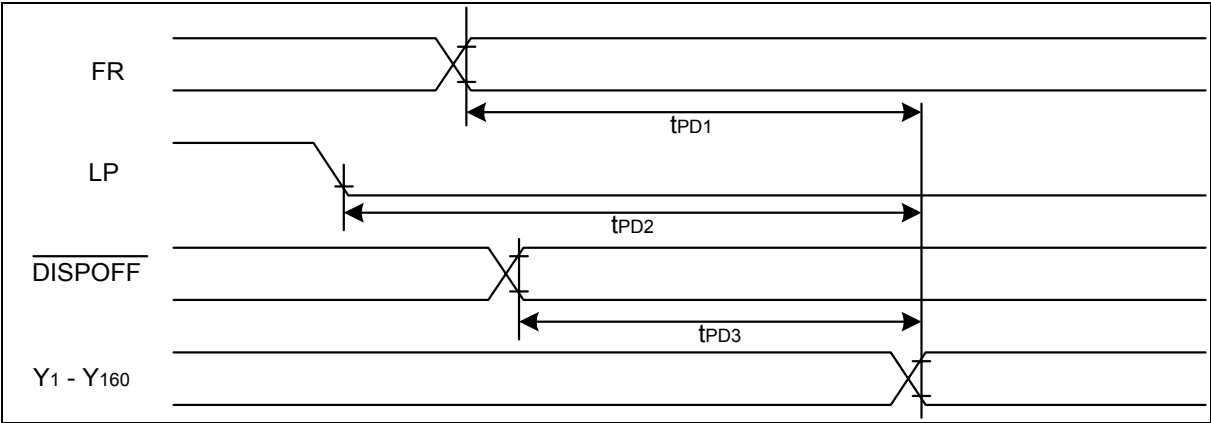 FR
tPD1
LP
tPD2
DISPOFF
tPD3
Y1 - Y160